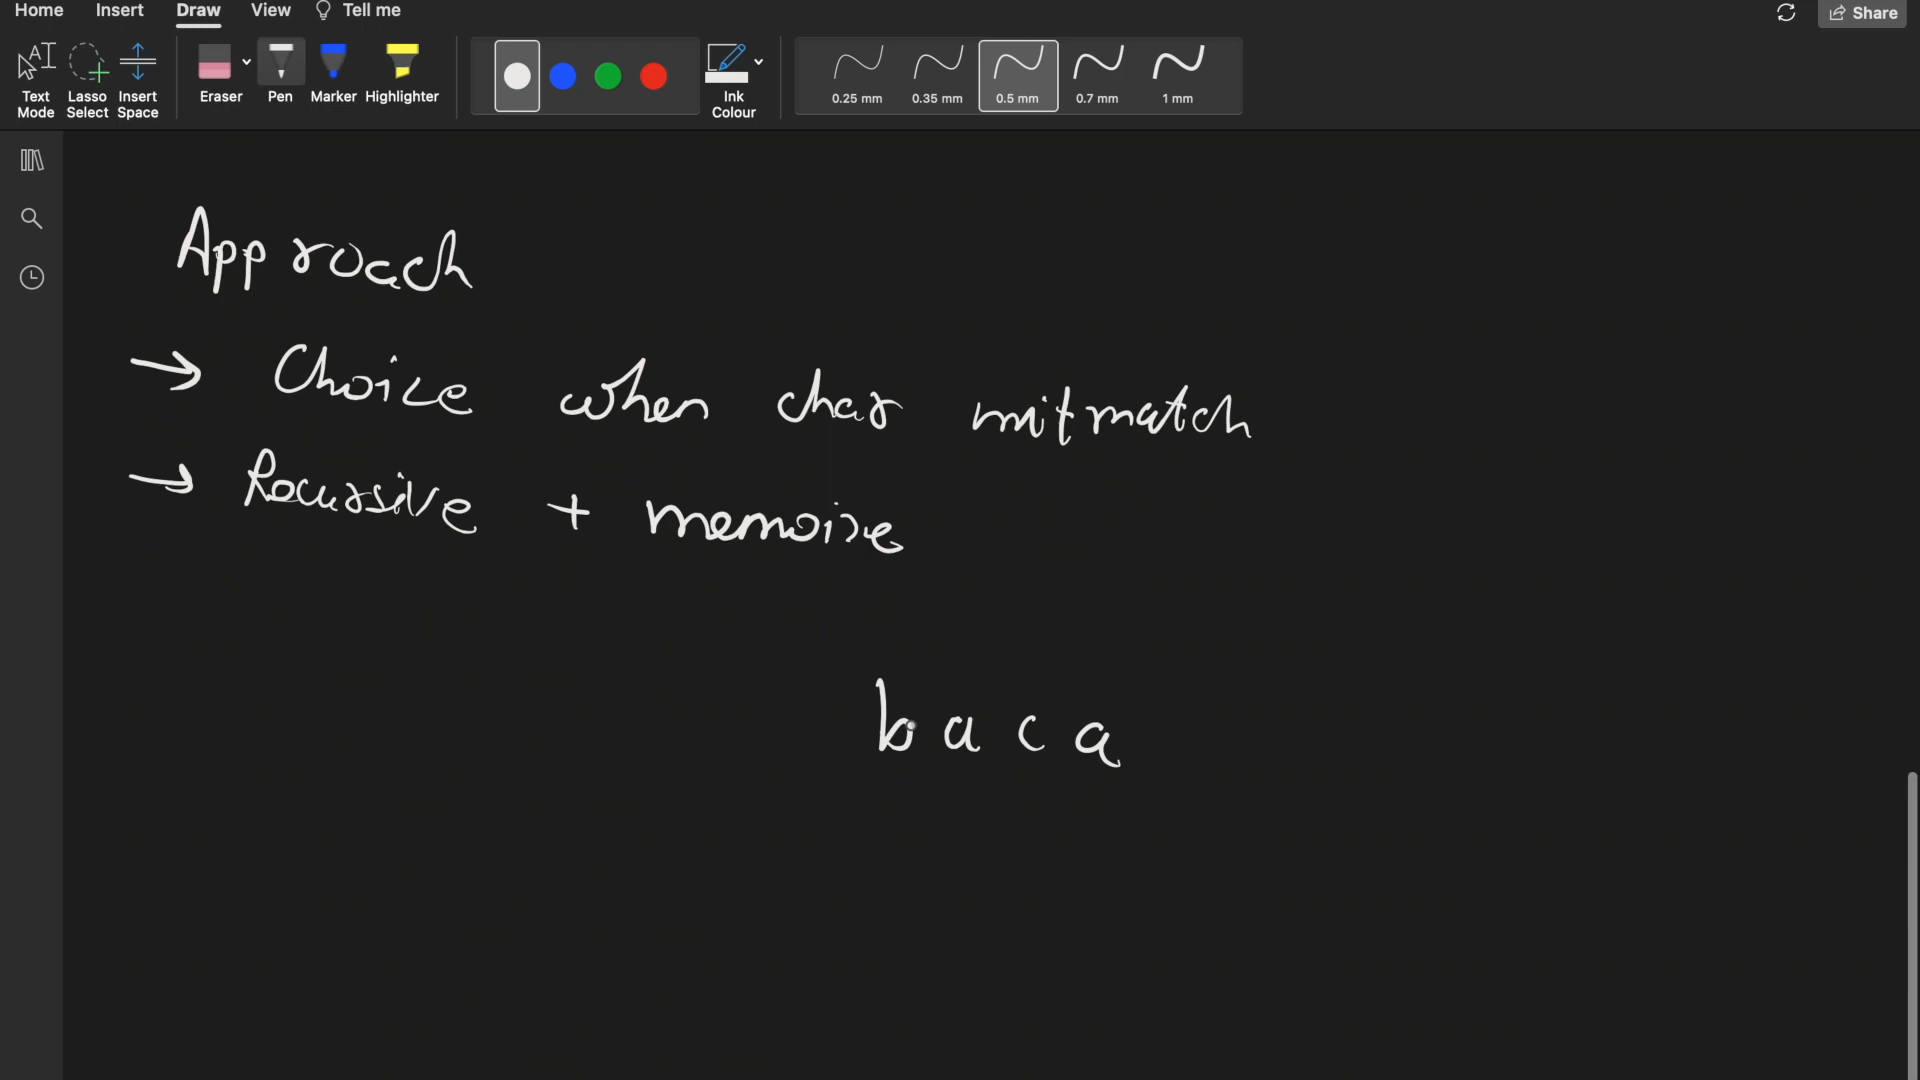 Home Insert Draw View Tell me Share
Text Mode Lasso Select Insert Space Eraser Pen Marker Highlighter Ink Colour 0.25 mm 0.35 mm 0.5 mm 0.7 mm 1 mm
Approach
→ Choice when char mitmatch
→ Recursive + memoize
b a c a